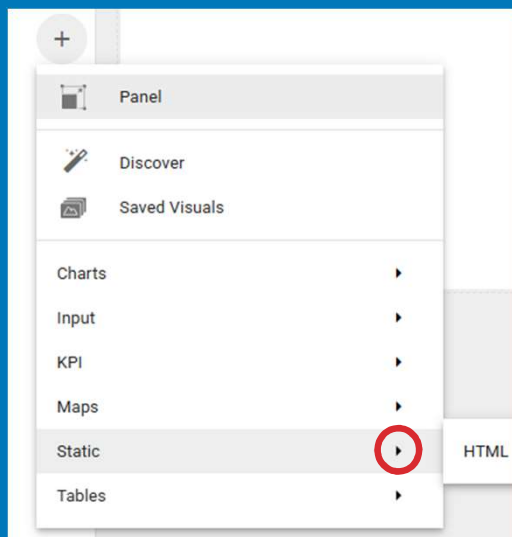 +
Panel
Discover
Saved Visuals
Charts
Input
KPI
Maps
Static
HTML
Tables